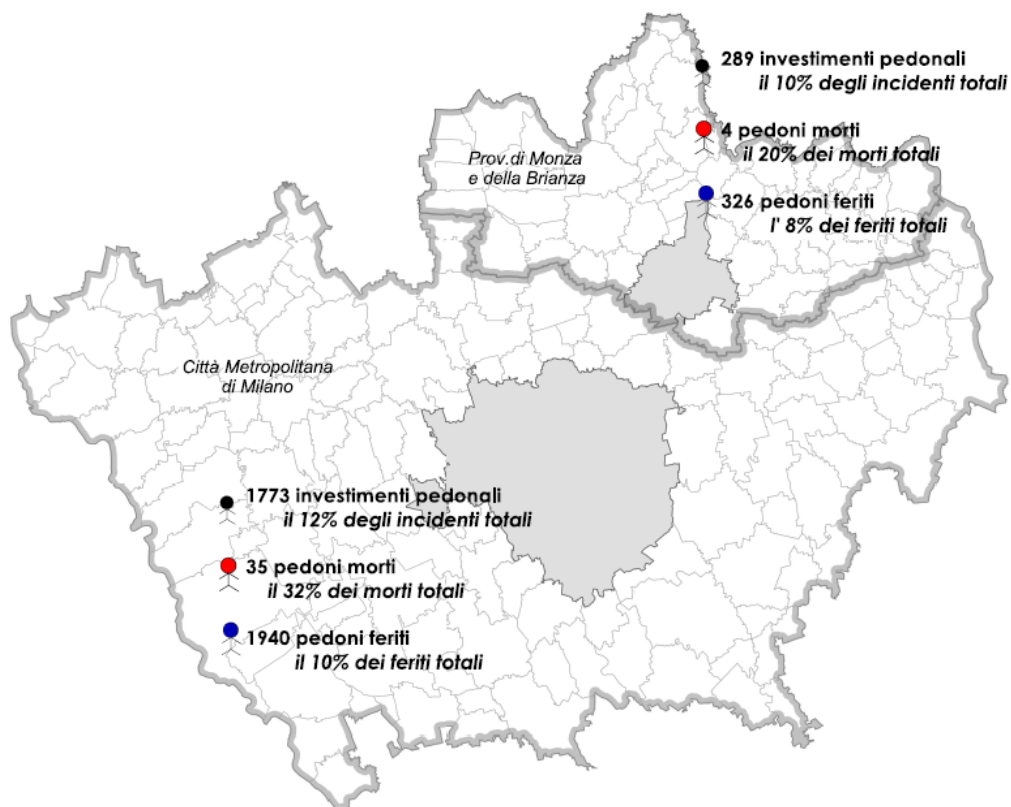 289 investimenti pedonali
il 10% degli incidenti totali
4 pedoni morti
il 20% dei morti totali
Prov.di Monza
e della Brianza
326 pedoni feriti
l' 8% dei feriti totali
Città Metropolitana
di Milano
1773 investimenti pedonali
il 12% degli incidenti totali
35 pedoni morti
il 32% dei morti totali
1940 pedoni feriti
il 10% dei feriti totali